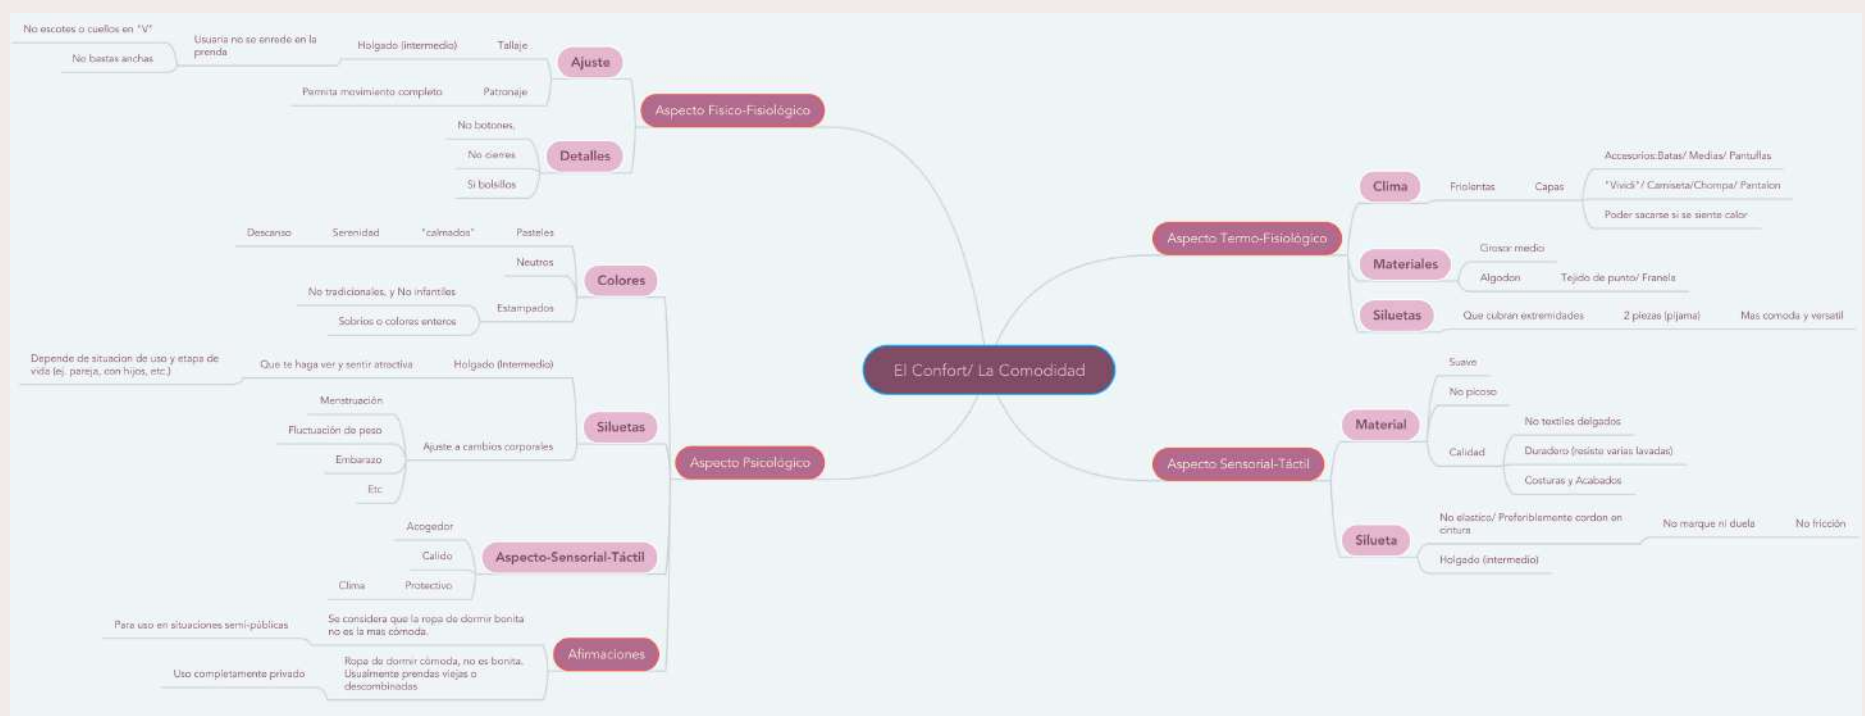 El Confort/ La Comodidad
Aspecto Fisico-Fisiológico
Ajuste
Tallaje
Holgado (intermedio)
Usuaria no se enrede en la
prenda
No escotes o cuellos en "V"
No bastas anchas
Patronaje
Permita movimiento completo
Detalles
No botones,
No cierres
Si bolsillos
Aspecto Psicológico
Colores
Pasteles
"calmados"
Serenidad
Descanso
Neutros
Estampados
No tradicionales, y No infantiles
Sobrios o colores enteros
Siluetas
Holgado (Intermedio)
Que te haga ver y sentir atractiva
Depende de situacion de uso y etapa de
vida (ej. pareja, con hijos, etc.)
Ajuste a cambios corporales
Menstruación
Fluctuación de peso
Embarazo
Etc
Aspecto-Sensorial-Táctil
Acogedor
Calido
Protectivo
Clima
Afirmaciones
Se considera que la ropa de dormir bonita
no es la mas cómoda.
Para uso en situaciones semi-públicas
Ropa de dormir cómoda, no es bonita.
Usualmente prendas viejas o
descombinadas
Uso completamente privado
Aspecto Termo-Fisiológico
Clima
Friolentas
Capas
Accesorios:Batas/ Medias/ Pantuflas
"Vividi"/ Camiseta/Chompa/ Pantalon
Poder sacarse si se siente calor
Materiales
Grosor medio
Algodon
Tejido de punto/ Franela
Siluetas
Que cubran extremidades
2 piezas (pijama)
Mas comoda y versatil
Aspecto Sensorial-Táctil
Material
Suave
No picoso
Calidad
No textiles delgados
Duradero (resiste varias lavadas)
Costuras y Acabados
Silueta
No elastico/ Preferiblemente cordon en
cintura
No marque ni duela
No fricción
Holgado (intermedio)